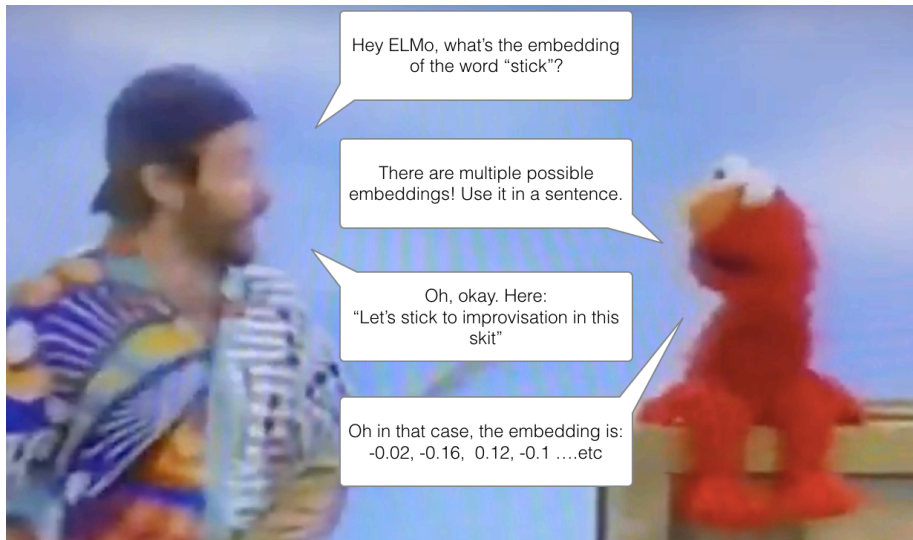 Hey ELMo, what's the embedding
of the word “stick”?
There are multiple possible
embeddings! Use it in a sentence.
Oh, okay. Here:
“Let's stick to improvisation in this
skit”
Oh in that case, the embedding is:
-0.02, -0.16, 0.12, -0.1 ….etc